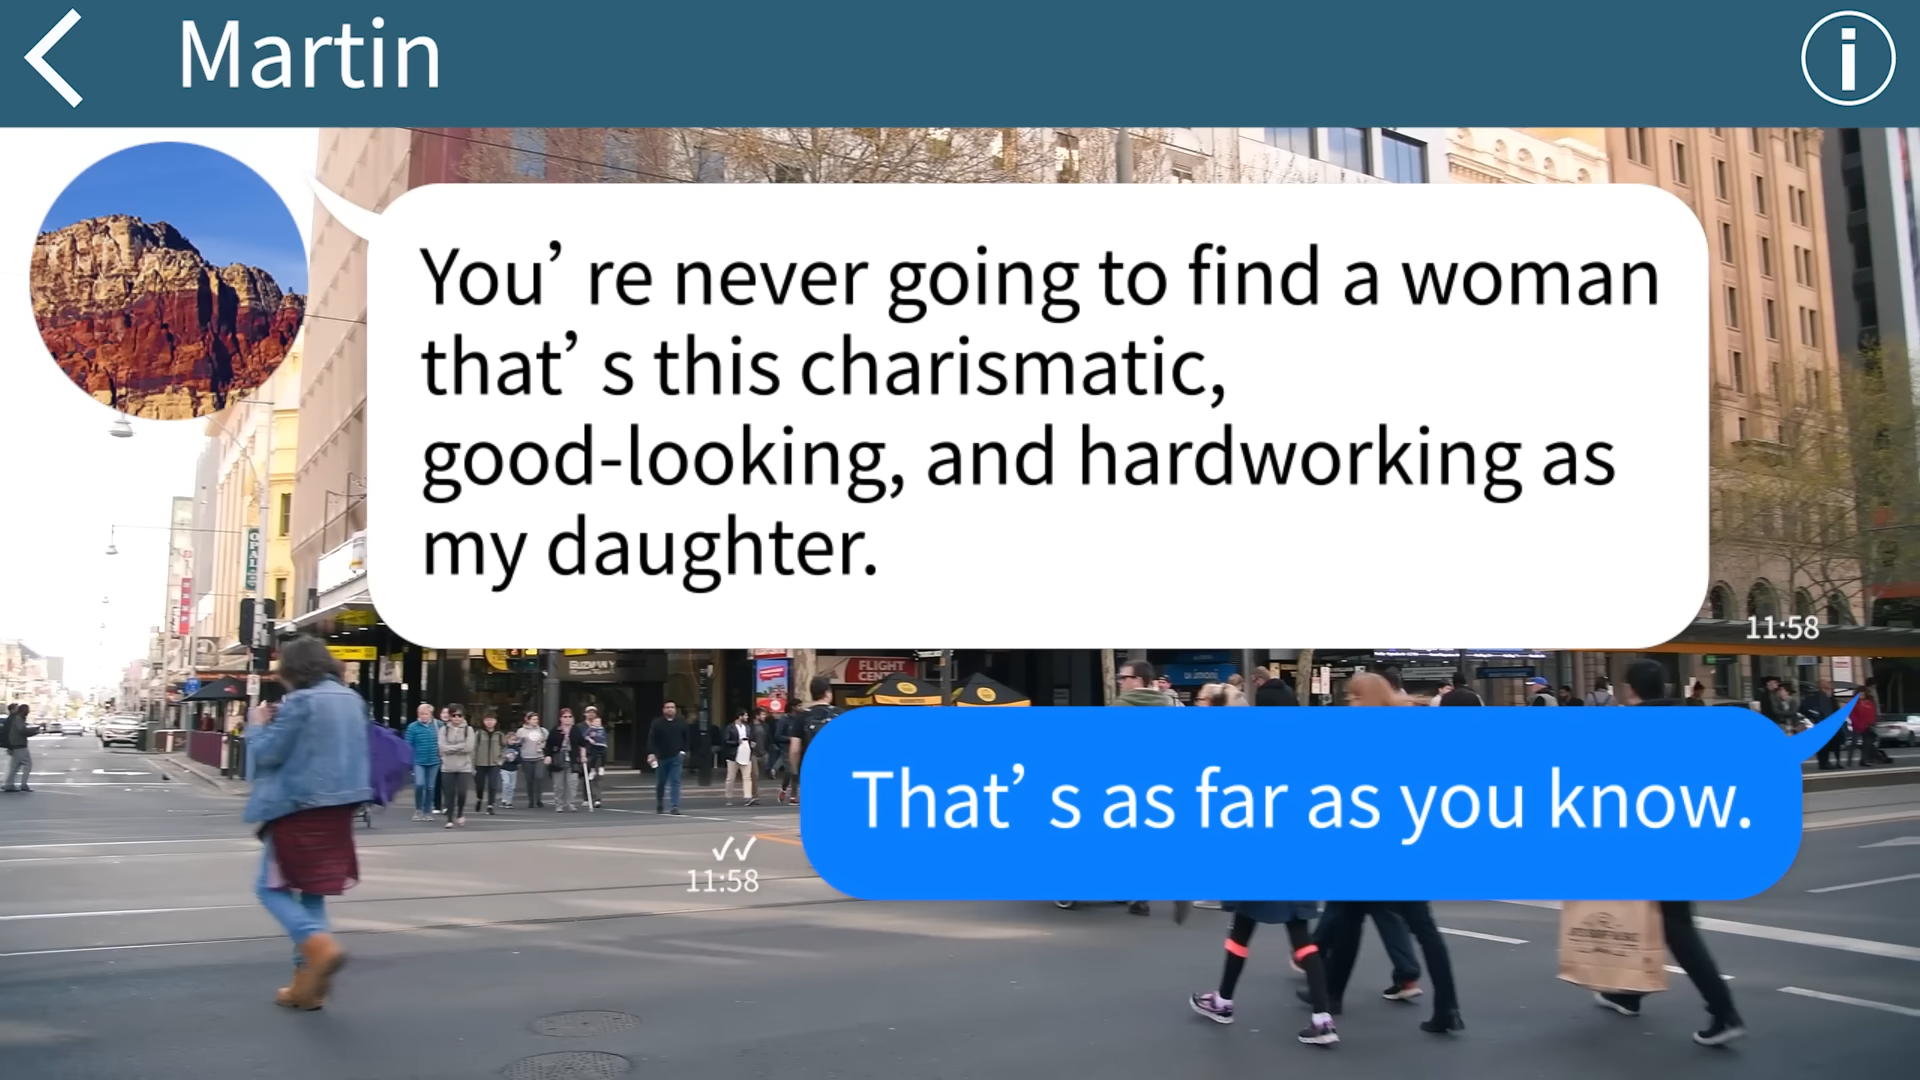 Martin
You’re never going to find a woman
that’s this charismatic,
good-looking, and hardworking as
my daughter.
11:58
OPALS
FLIGHT
That’s as far as you know.
11:58